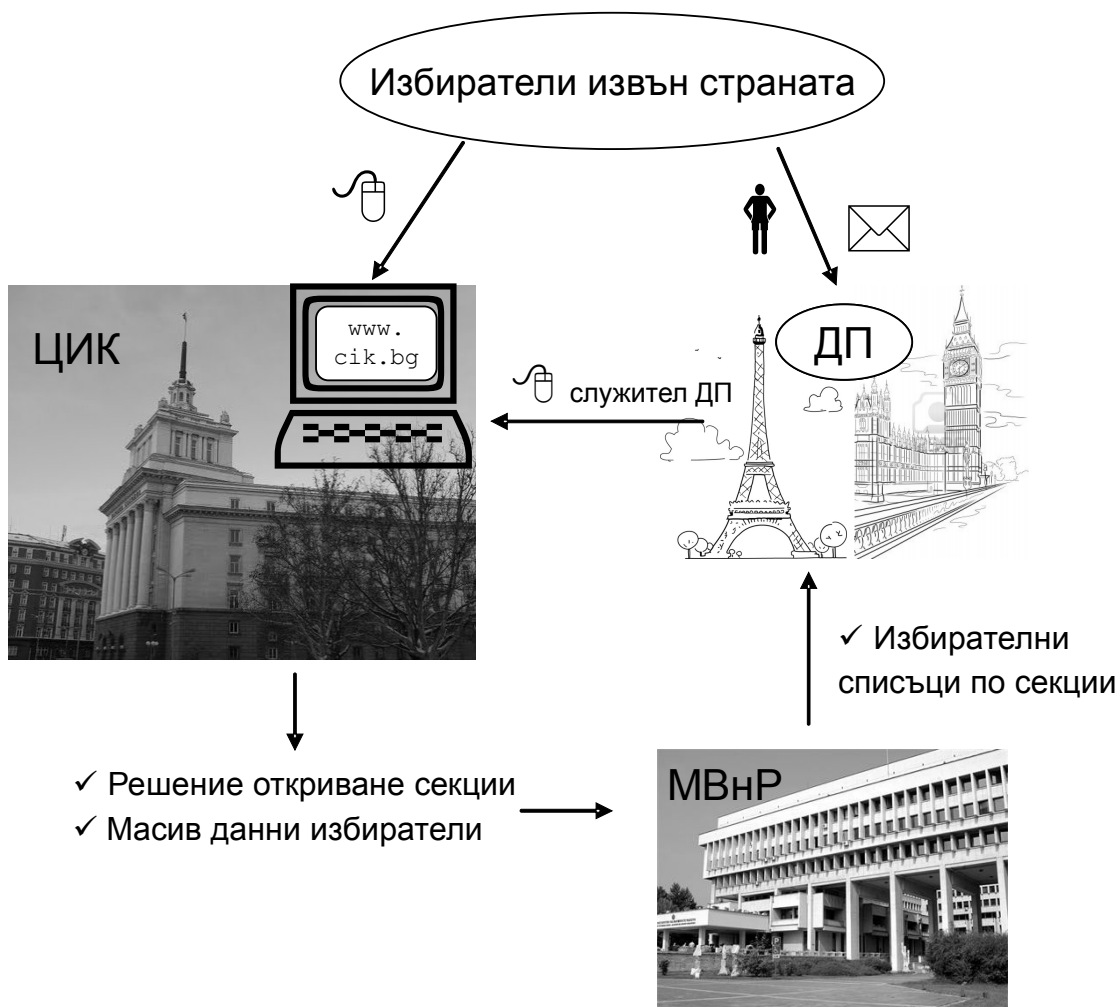 Избиратели извън страната
ЦИК
www.
cik.bg
ДП
служител ДП
✓ Избирателни
списъци по секции
✓ Решение откриване секции
✓ Масив данни избиратели
МВнР